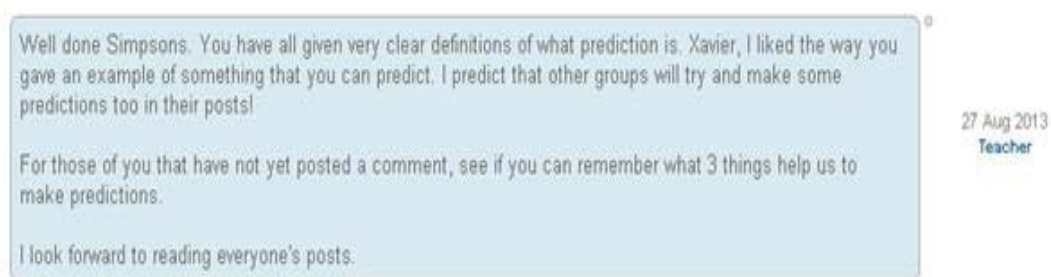 Well done Simpsons. You have all given very clear definitions of what prediction is. Xavier, I liked the way you
gave an example of something that you can predict. I predict that other groups will try and make some
predictions too in their posts!
For those of you that have not yet posted a comment, see if you can remember what 3 things help us to
make predictions.
I look forward to reading everyone's posts.
27 Aug 2013
Teacher